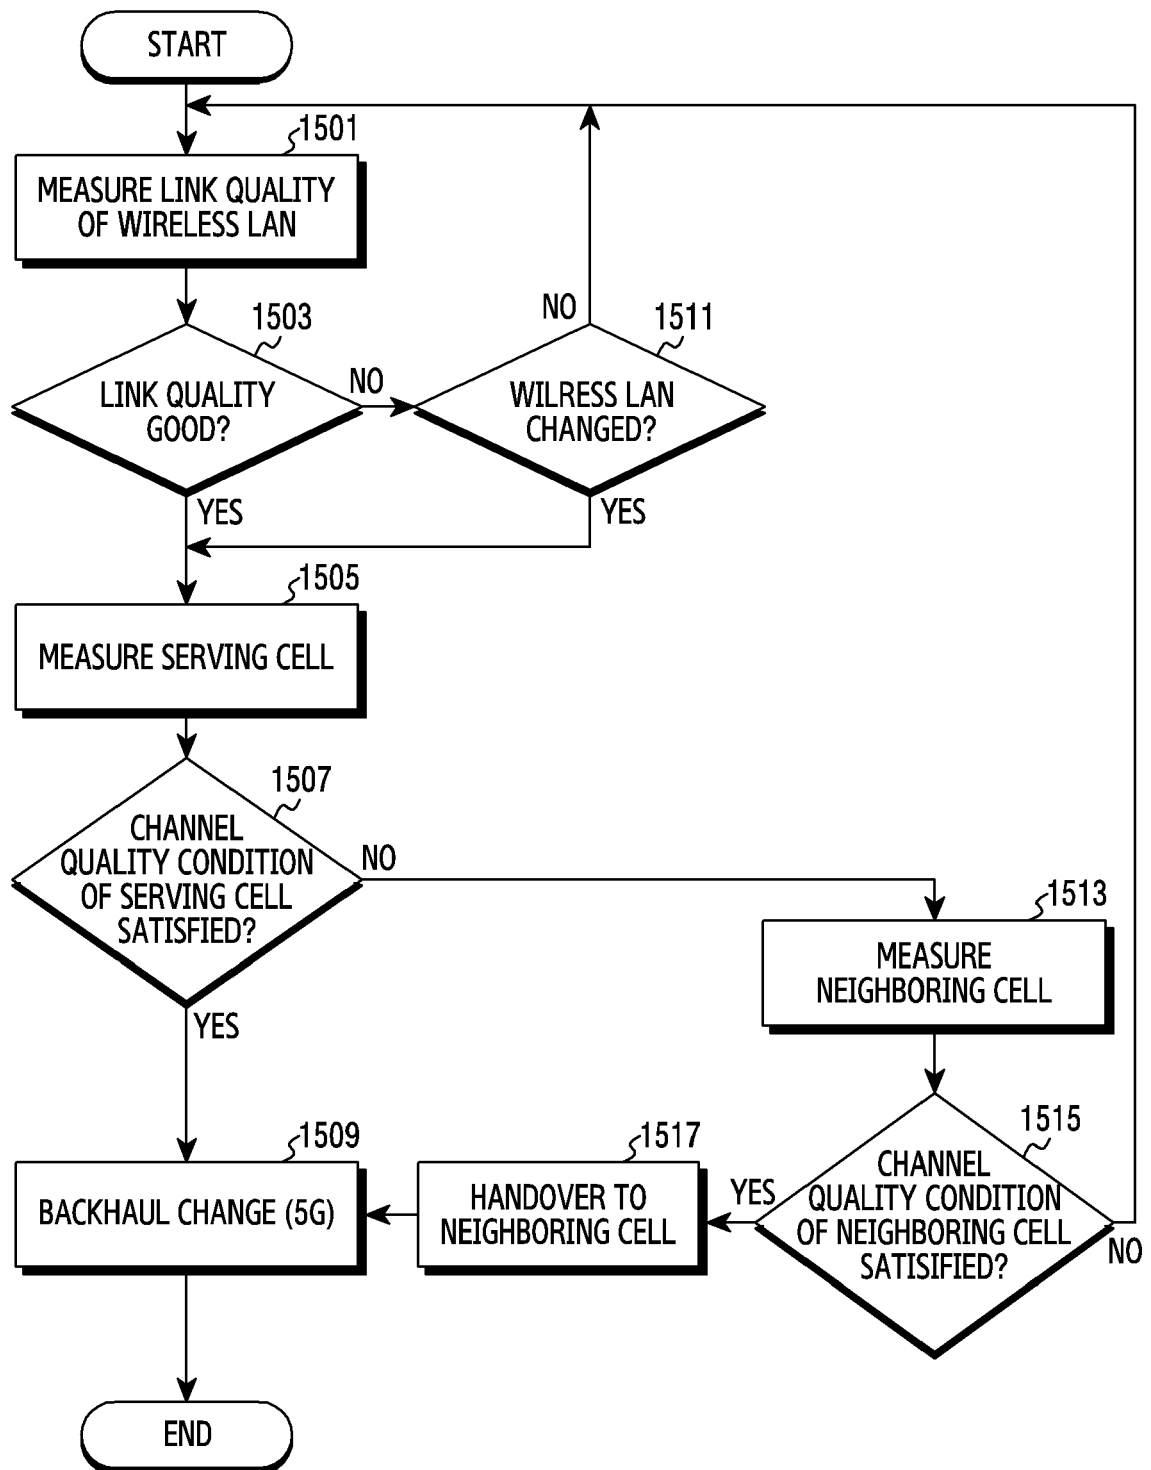 START
1501
MEASURE LINK QUALITY
OF WIRELESS LAN
1503
LINK QUALITY
GOOD?
NO
YES
1511
NO
WILRESS LAN
CHANGED?
YES
1505
MEASURE SERVING CELL
1507
CHANNEL
QUALITY CONDITION
OF SERVING CELL
SATISFIED?
NO
YES
1513
MEASURE
NEIGHBORING CELL
1515
CHANNEL
QUALITY CONDITION
OF NEIGHBORING CELL
SATISIFIED?
YES
NO
1517
HANDOVER TO
NEIGHBORING CELL
1509
BACKHAUL CHANGE (5G)
END